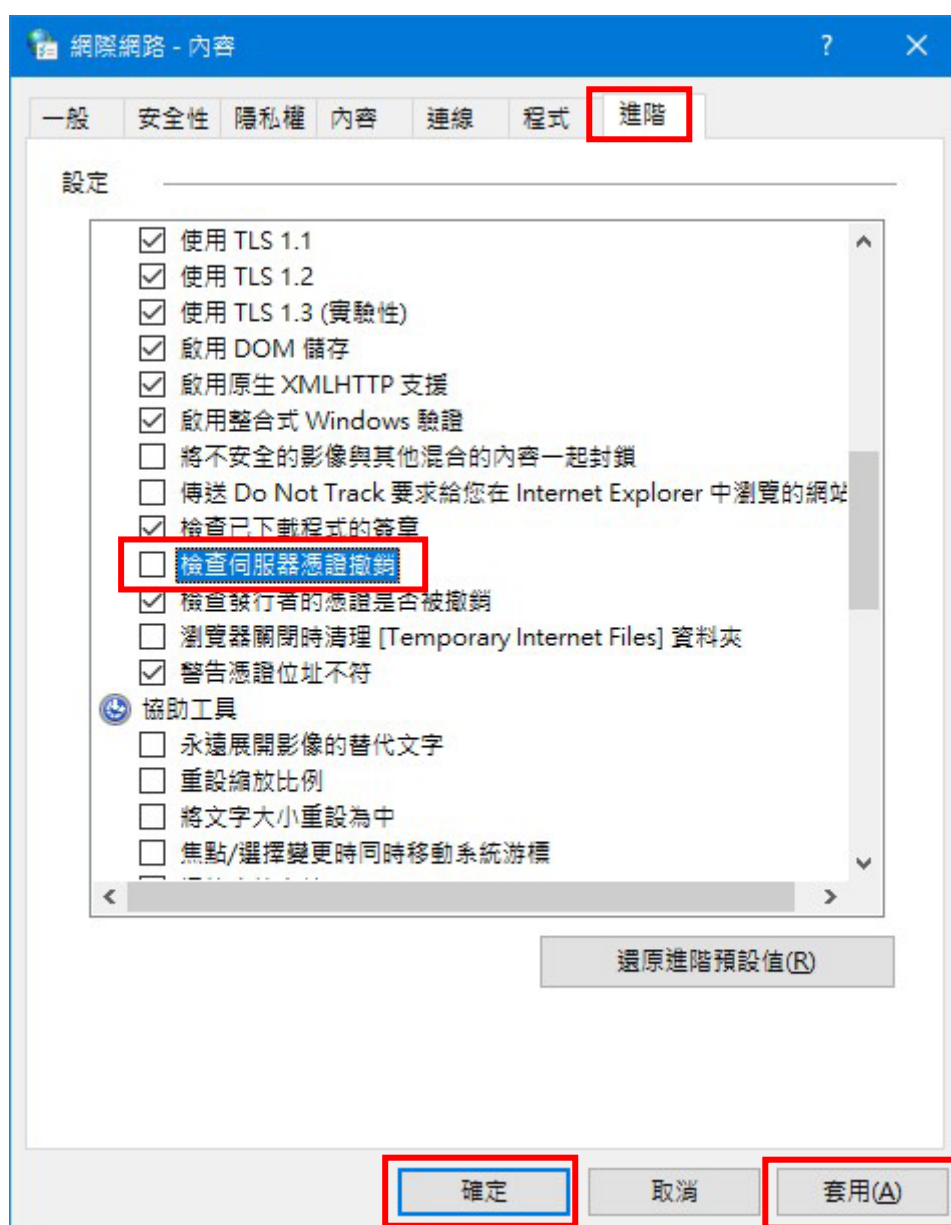 網際網路 - 內容
?
一般 安全性 隱私權 內容 連線 程式 進階
設定
使用 TLS 1.1
使用 TLS 1.2
使用 TLS 1.3 (實驗性)
啟用 DOM 儲存
啟用原生 XMLHTTP 支援
啟用整合式 Windows 驗證
將不安全的影像與其他混合的內容一起封鎖
傳送 Do Not Track 要求給您在 Internet Explorer 中瀏覽的網站
檢查已下載程式的簽章
檢查伺服器憑證撤銷
檢查發行者的憑證是否被撤銷
瀏覽器關閉時清理 [Temporary Internet Files] 資料夾
警告憑證位址不符
協助工具
永遠展開影像的替代文字
重設縮放比例
將文字大小重設為中
焦點/選擇變更時同時移動系統游標
還原進階預設值(R)
確定 取消 套用(A)